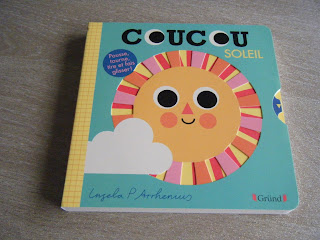 COUCOU
SOLEIL
Pousse,
tourne,
tire et fais
glisser !
Ingela P Arrhenius
Gründ